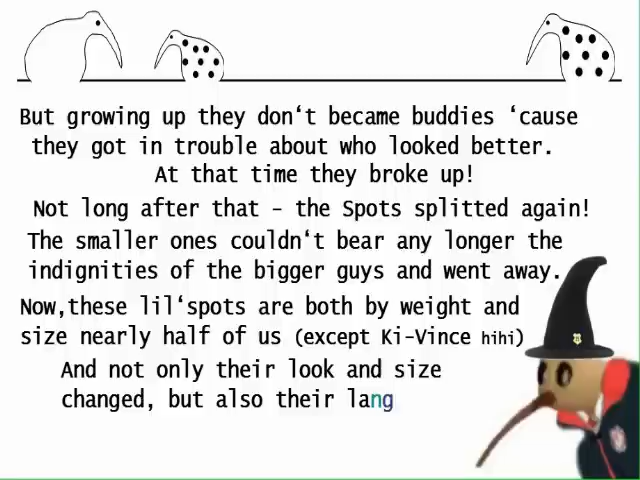 But growing up they don‘t became buddies ‘cause
they got in trouble about who looked better.
At that time they broke up!
Not long after that - the Spots splitted again!
The smaller ones couldn‘t bear any longer the
indignities of the bigger guys and went away.
Now,these lil‘spots are both by weight and
size nearly half of us (except Ki-Vince hihi)
And not only their look and size
changed, but also their lang